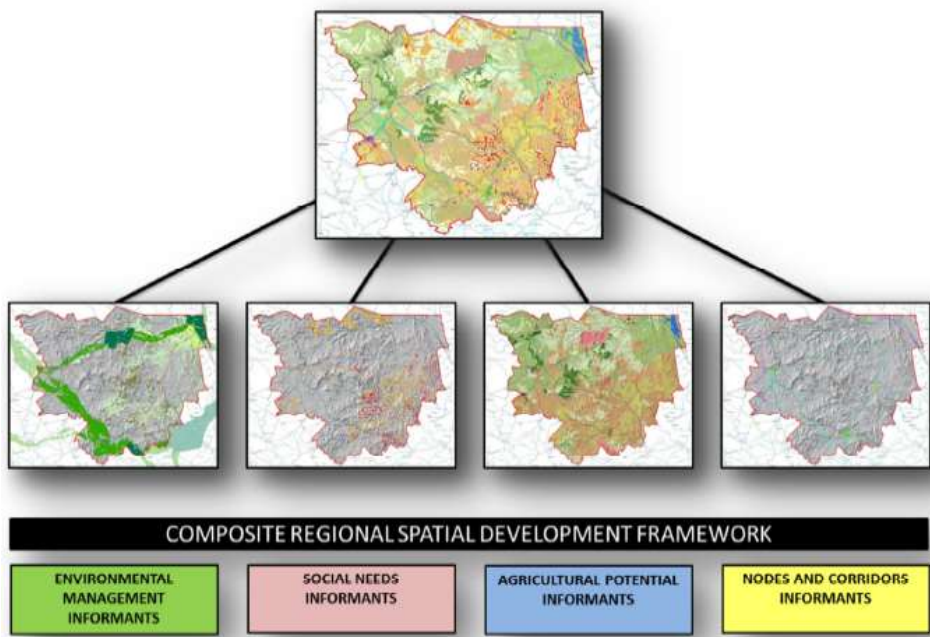 COMPOSITE REGIONAL SPATIAL DEVELOPMENT FRAMEWORK
ENVIRONMENTAL
MANAGEMENT
INFORMANTS
SOCIAL NEEDS
INFORMANTS
AGRICULTURAL POTENTIAL
INFORMANTS
NODES AND CORRIDORS
INFORMANTS